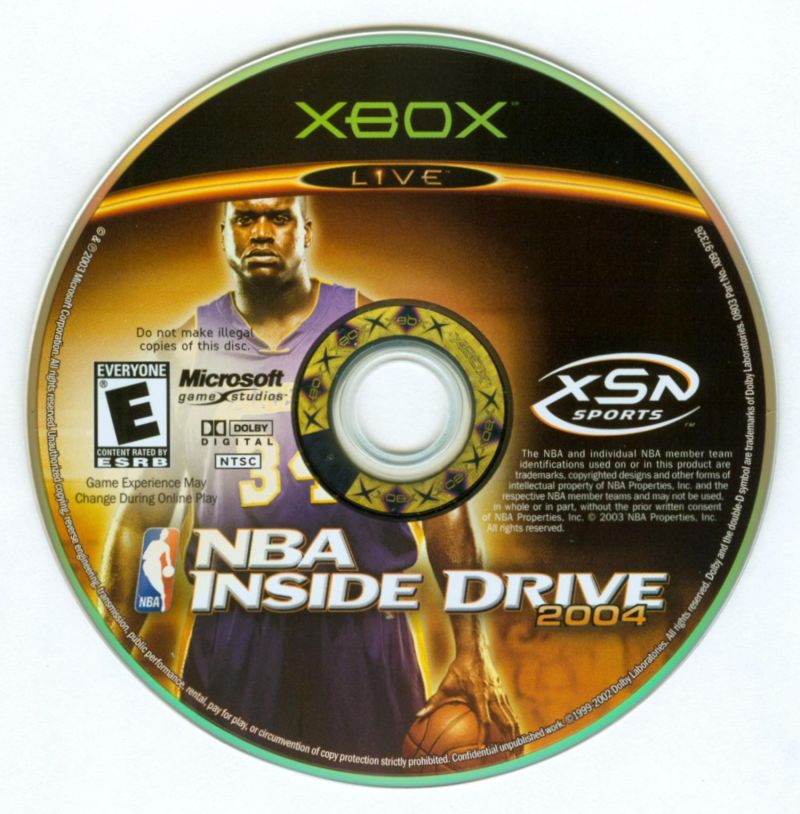 XBOX™
LIVE™
Do not make illegal
copies of this disc.
EVERYONE
®
E
CONTENT RATED BY
ESRB
Microsoft
game studios™
DOLBY
DIGITAL
NTSC
Game Experience May
Change During Online Play
34
XSN
SPORTS™
The NBA and individual NBA member team
identifications used on or in this product are
trademarks, copyrighted designs and other forms of
intellectual property of NBA Properties, Inc. and the
respective NBA member teams and may not be used,
in whole or in part, without the prior written consent
of NBA Properties, Inc. © 2003 NBA Properties, Inc.
All rights reserved.
NBA
NBA
INSIDE DRIVE
2004
© & ℗ 2003 Microsoft Corporation. All rights reserved. Unauthorized copying, reverse engineering, transmission, public performance, rental, pay for play, or circumvention of copy protection strictly prohibited. Confidential unpublished work. © 1999, 2002 Dolby Laboratories. All rights reserved. Dolby and the double-D symbol are trademarks of Dolby Laboratories. 0803 Part No. X09-97326